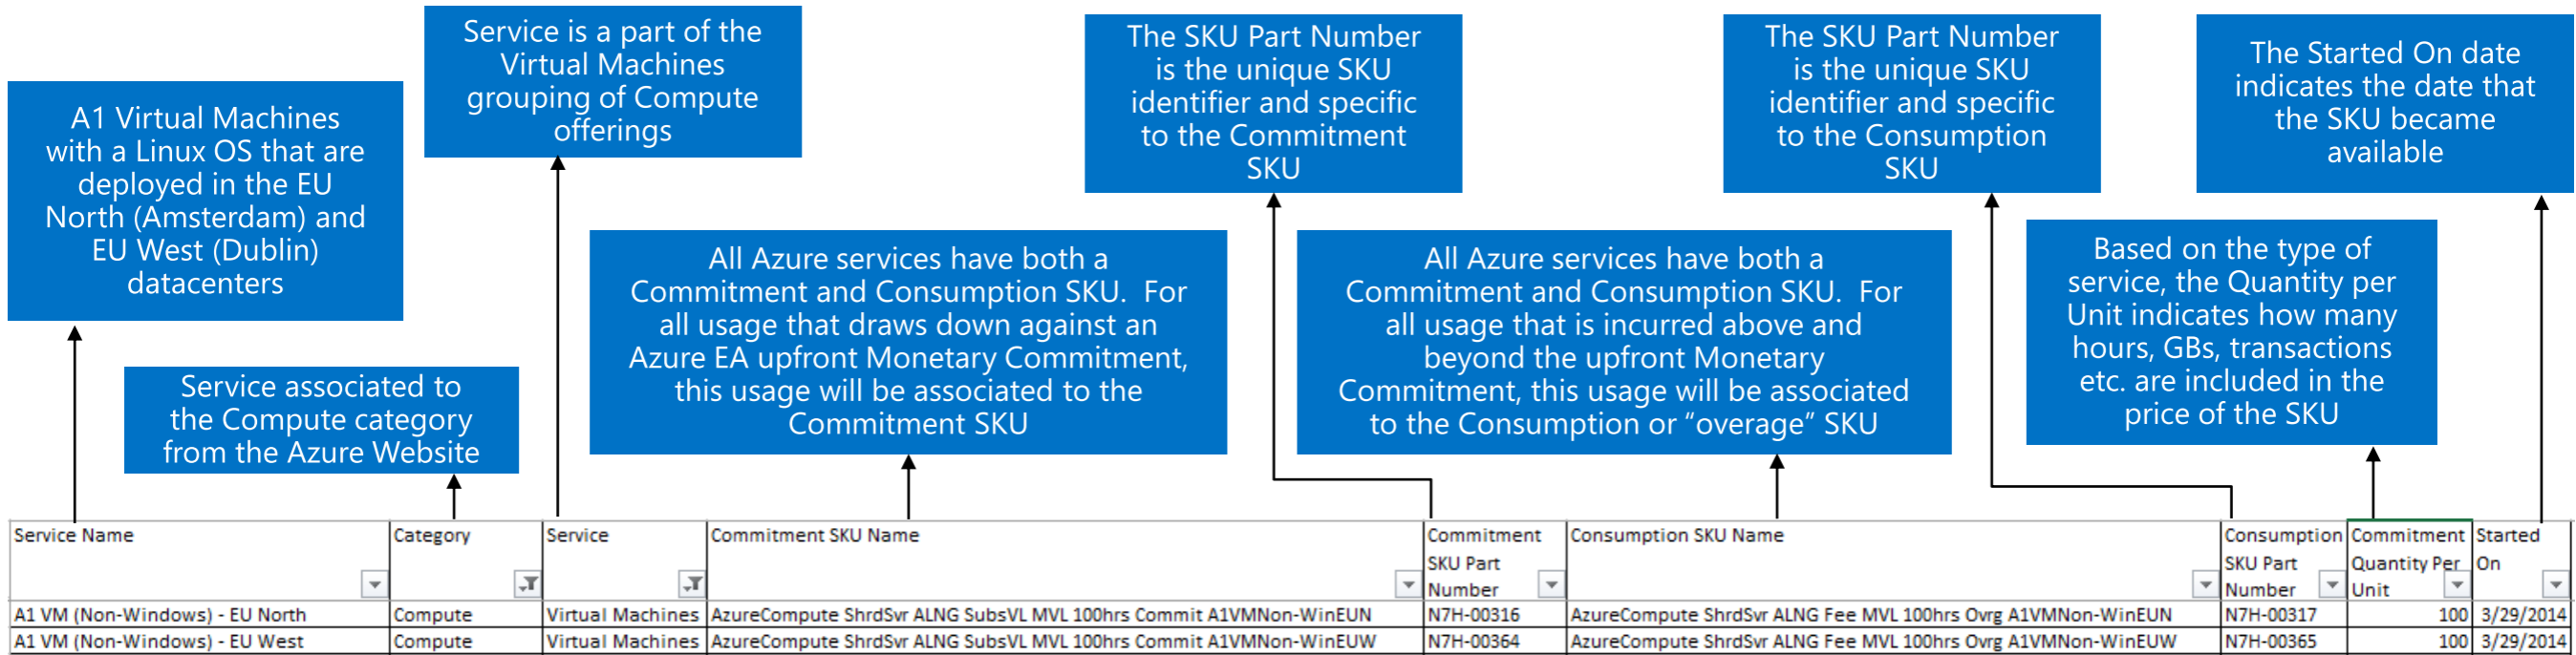 A1 Virtual Machines
with a Linux OS that are
deployed in the EU
North (Amsterdam) and
EU West (Dublin)
datacenters
Service is a part of the
Virtual Machines
grouping of Compute
offerings
The SKU Part Number
is the unique SKU
identifier and specific
to the Commitment
SKU
The SKU Part Number
is the unique SKU
identifier and specific
to the Consumption
SKU
The Started On date
indicates the date that
the SKU became
available
Service associated to
the Compute category
from the Azure Website
All Azure services have both a
Commitment and Consumption SKU.  For
all usage that draws down against an
Azure EA upfront Monetary Commitment,
this usage will be associated to the
Commitment SKU
All Azure services have both a
Commitment and Consumption SKU.  For
all usage that is incurred above and
beyond the upfront Monetary
Commitment, this usage will be associated
to the Consumption or “overage” SKU
Based on the type of
service, the Quantity per
Unit indicates how many
hours, GBs, transactions
etc. are included in the
price of the SKU
Service Name
Category
Service
Commitment SKU Name
Commitment
SKU Part
Number
Consumption SKU Name
Consumption
SKU Part
Number
Commitment
Quantity Per
Unit
Started
On
A1 VM (Non-Windows) - EU North Compute Virtual Machines AzureCompute ShrdSvr ALNG SubsVL MVL 100hrs Commit A1VMNon-WinEUN N7H-00316 AzureCompute ShrdSvr ALNG Fee MVL 100hrs Ovrg A1VMNon-WinEUN N7H-00317 100 3/29/2014
A1 VM (Non-Windows) - EU West Compute Virtual Machines AzureCompute ShrdSvr ALNG SubsVL MVL 100hrs Commit A1VMNon-WinEUW N7H-00364 AzureCompute ShrdSvr ALNG Fee MVL 100hrs Ovrg A1VMNon-WinEUW N7H-00365 100 3/29/2014